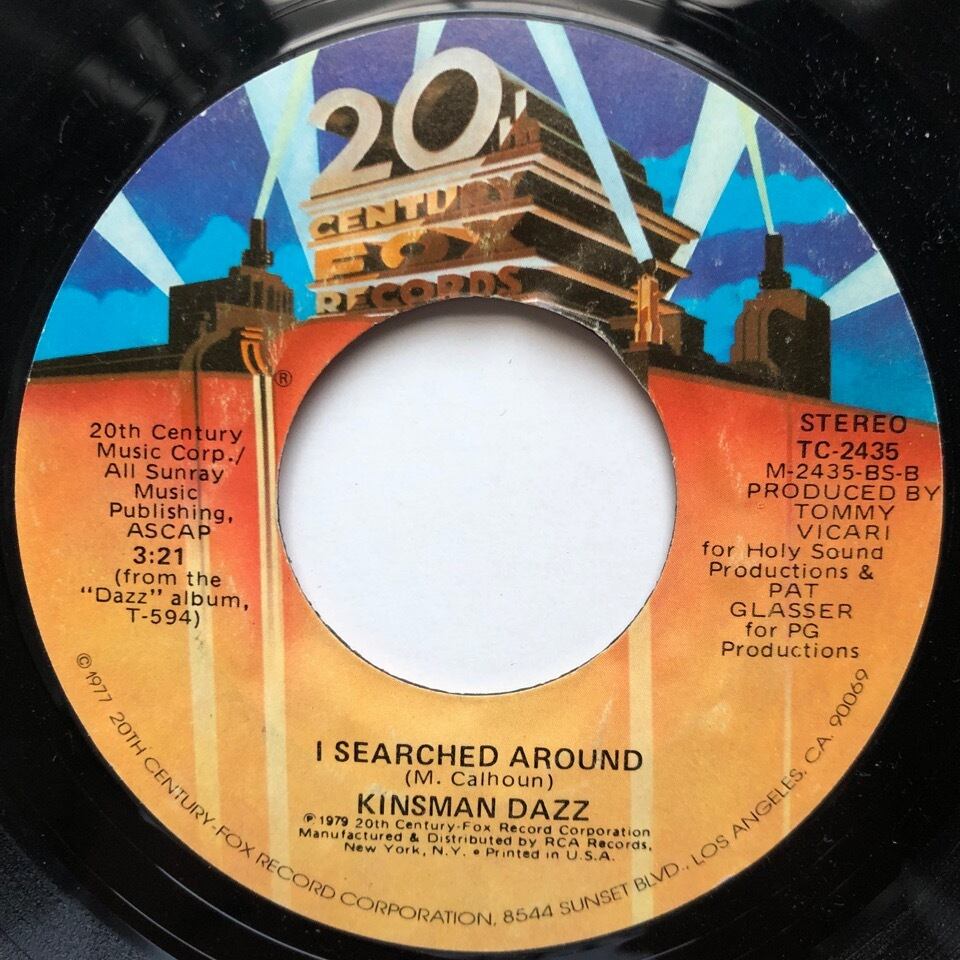 20th
CENTURY
FOX
RECORDS
®
20th Century
Music Corp./
All Sunray
Music
Publishing,
ASCAP
3:21
(from the
"Dazz" album,
T-594)
STEREO
TC-2435
M-2435-BS-B
PRODUCED BY
TOMMY
VICARI
for Holy Sound
Productions &
PAT
GLASSER
for PG
Productions
I SEARCHED AROUND
(M. Calhoun)
KINSMAN DAZZ
℗ 1979 20th Century-Fox Record Corporation
Manufactured & Distributed by RCA Records,
New York, N.Y. • Printed in U.S.A.
© 1977 20TH CENTURY-FOX RECORD CORPORATION, 8544 SUNSET BLVD., LOS ANGELES, CA. 90069